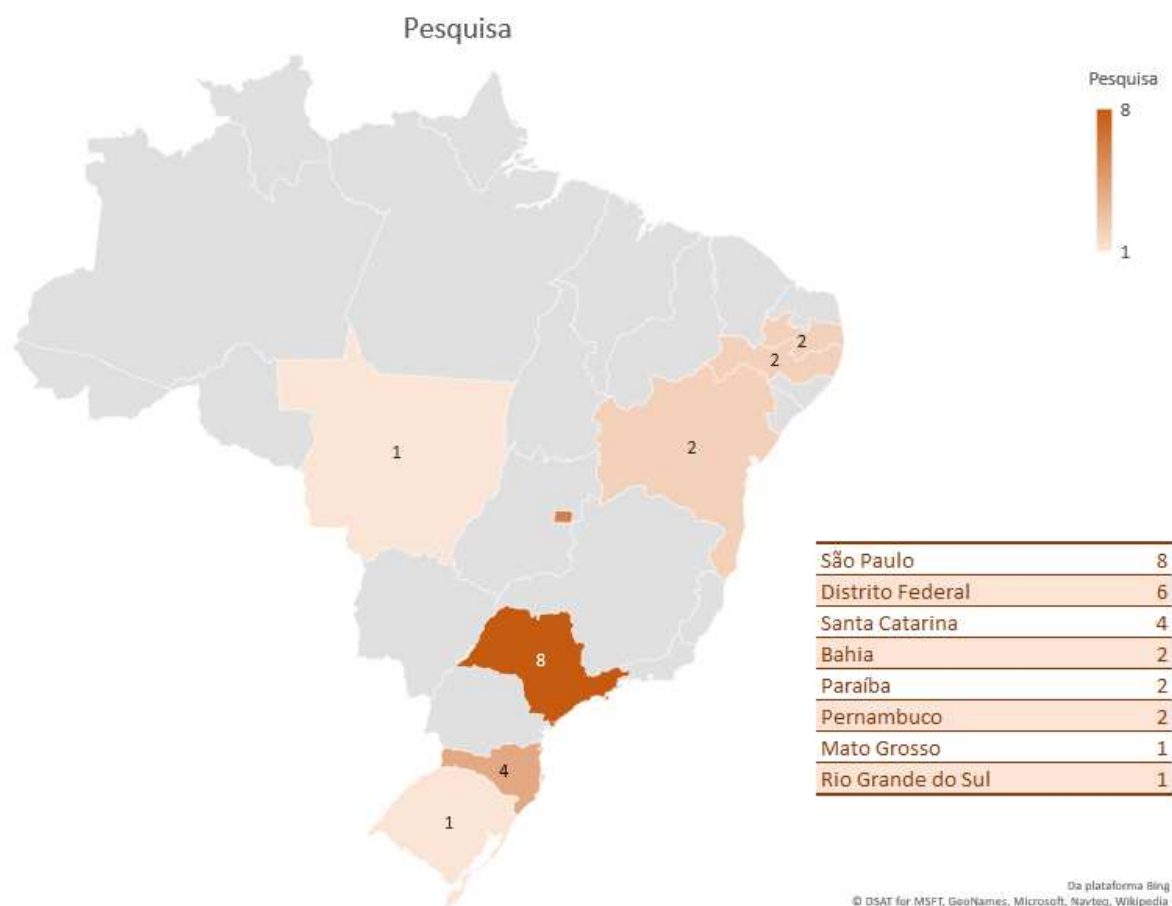 Pesquisa
Pesquisa
8
1
2
2
2
1
8
4
1
São Paulo 8
Distrito Federal 6
Santa Catarina 4
Bahia 2
Paraíba 2
Pernambuco 2
Mato Grosso 1
Rio Grande do Sul 1
Da plataforma Bing
© DSAT for MSFT, GeoNames, Microsoft, Navteq, Wikipedia